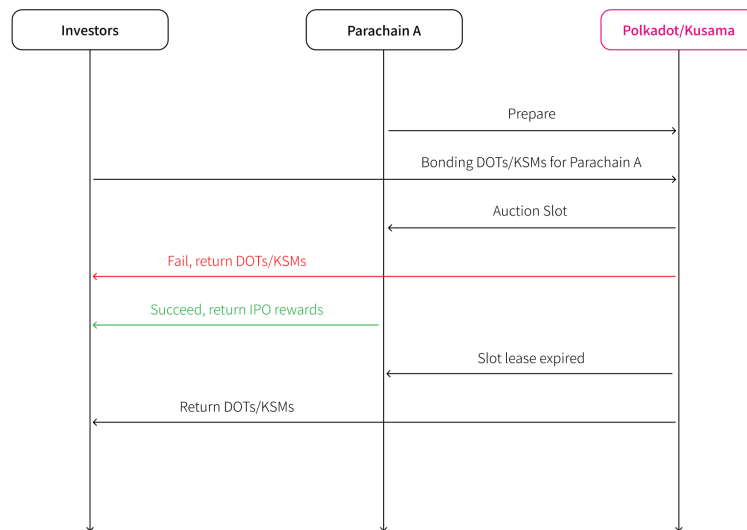 Investors
Parachain A
Polkadot/Kusama
Prepare
Bonding DOTs/KSMs for Parachain A
Auction Slot
Fail, return DOTs/KSMs
Succeed, return IPO rewards
Slot lease expired
Return DOTs/KSMs